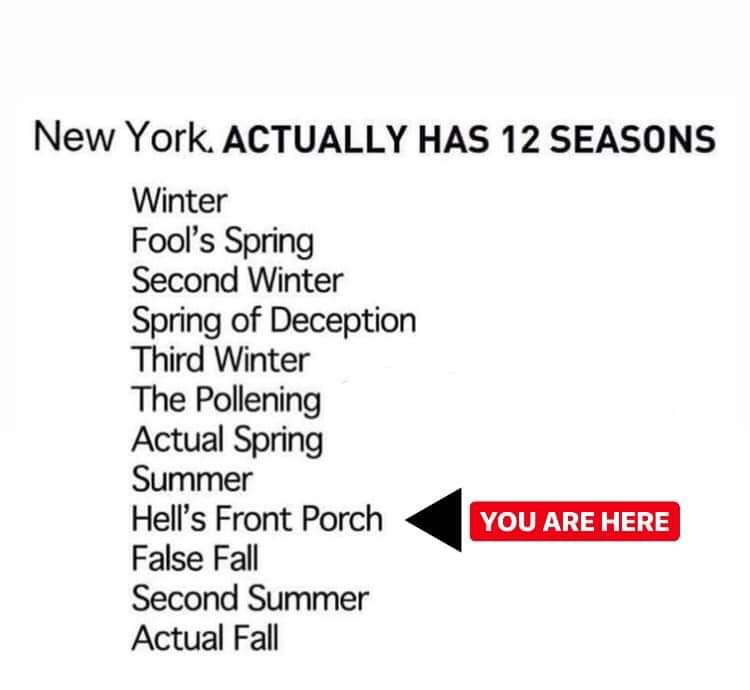 New York. ACTUALLY HAS 12 SEASONS
Winter
Fool's Spring
Second Winter
Spring of Deception
Third Winter
The Pollening
Actual Spring
Summer
Hell's Front Porch YOU ARE HERE
False Fall
Second Summer
Actual Fall